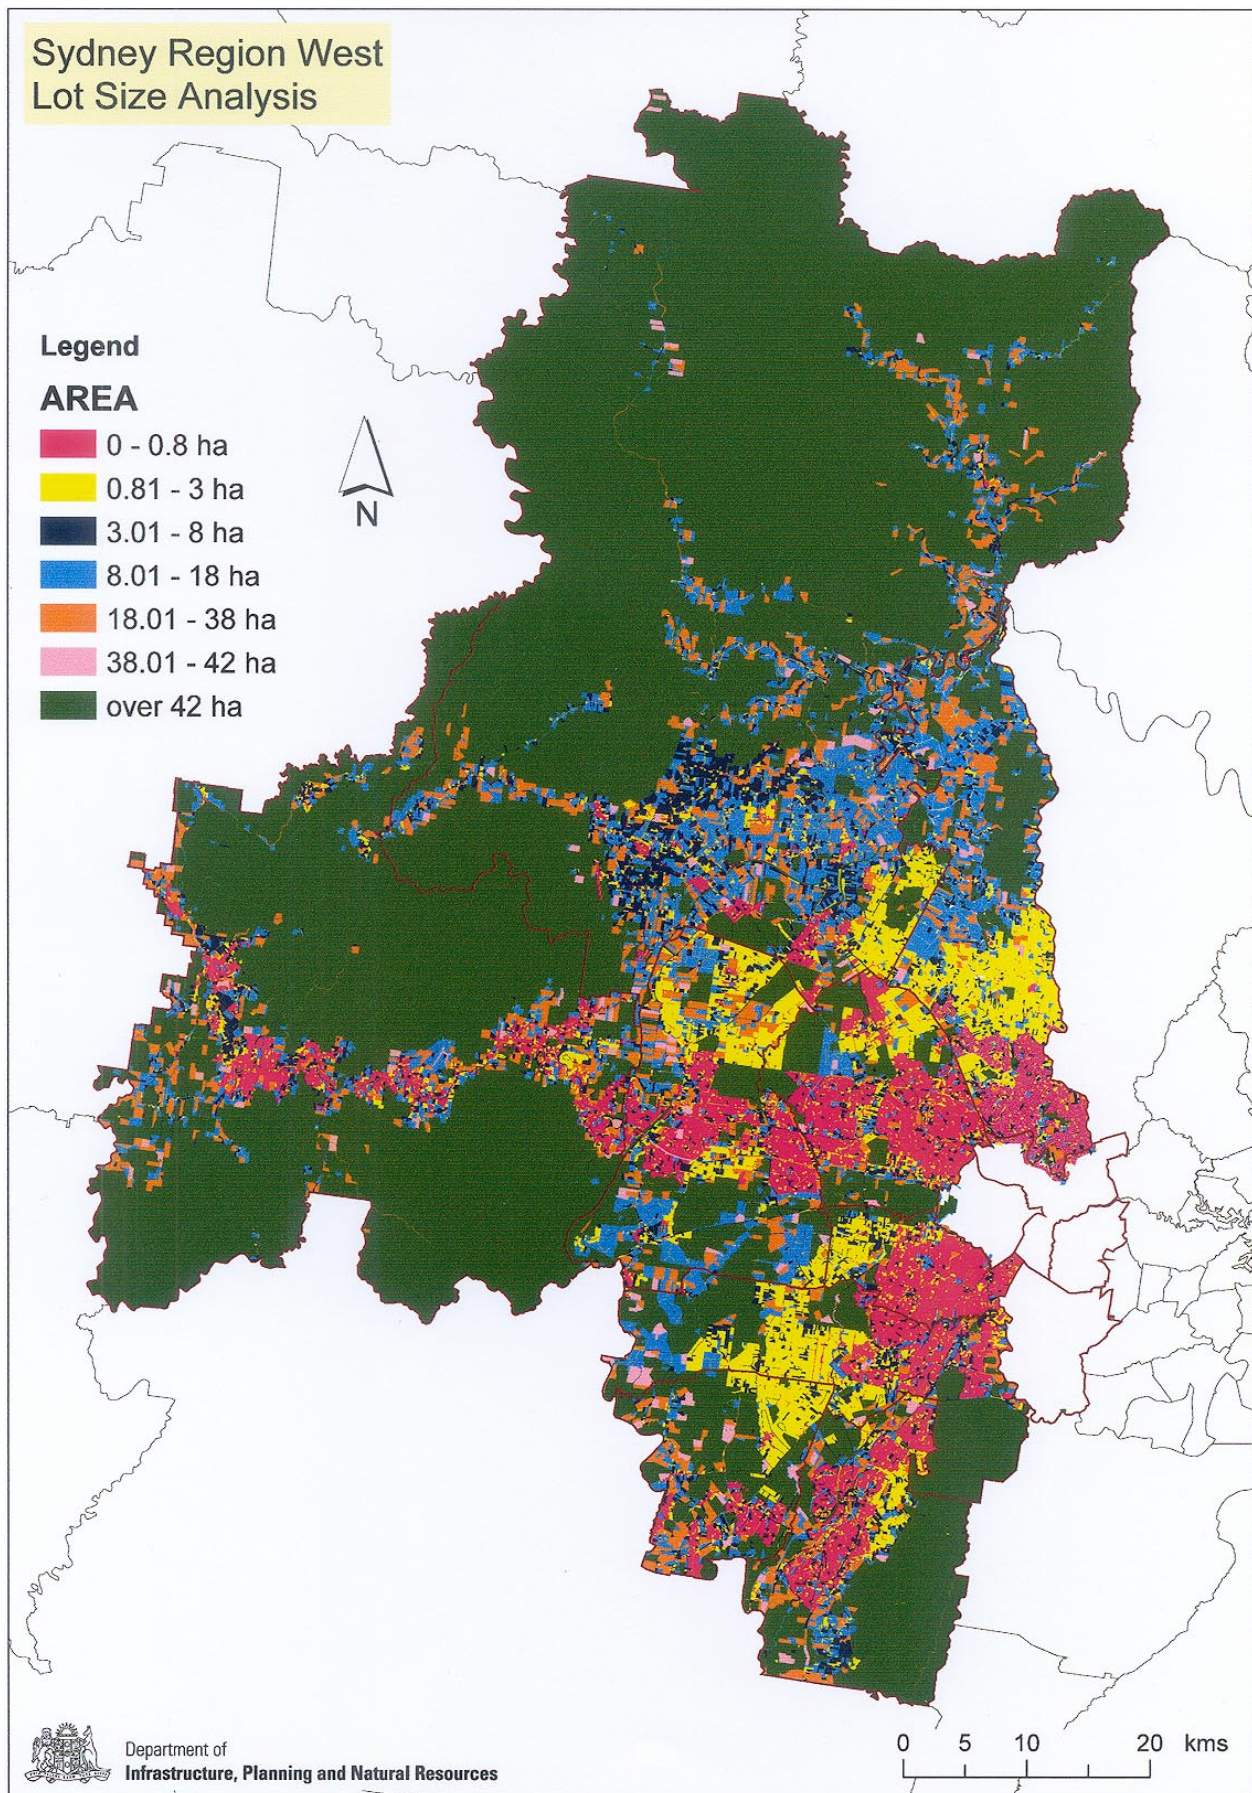 Sydney Region West
Lot Size Analysis
Legend
AREA
0 - 0.8 ha
0.81 - 3 ha
3.01 - 8 ha
8.01 - 18 ha
18.01 - 38 ha
38.01 - 42 ha
over 42 ha
N
Department of
Infrastructure, Planning and Natural Resources
0 5 10 20 kms